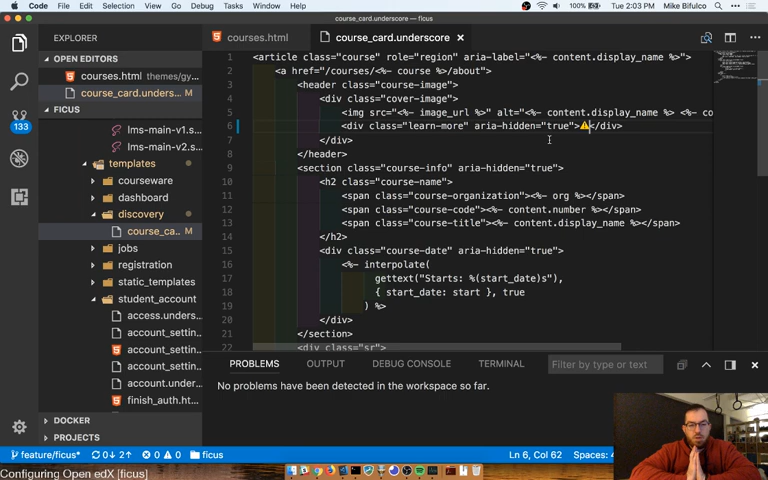 Code File Edit Selection View Go Debug Tasks Window Help 100% Tue 2:03 PM Mike Bifulco
course_card.underscore — ficus
EXPLORER
courses.html course_card.underscore
OPEN EDITORS
courses.html themes/gy...
course_card.unders... M
FICUS
lms-main-v1.s...
lms-main-v2.s...
templates
courseware
dashboard
discovery
course_ca... M
jobs
registration
static_templates
student_account
access.unders...
account_settin...
account_settin...
account_settin...
account.under...
finish_auth.ht...
DOCKER
PROJECTS
133
1 <article class="course" role="region" aria-label="<%- content.display_name %>">
2 <a href="/courses/<%- course %>/about">
3 <header class="course-image">
4 <div class="cover-image">
5 <img src="<%- image_url %>" alt="<%- content.display_name %> <%- co
6 <div class="learn-more" aria-hidden="true">⚠️</div>
7 </div>
8 </header>
9 <section class="course-info" aria-hidden="true">
10 <h2 class="course-name">
11 <span class="course-organization"><%- org %></span>
12 <span class="course-code"><%- content.number %></span>
13 <span class="course-title"><%- content.display_name %></span>
14 </h2>
15 <div class="course-date" aria-hidden="true">
16 <%- interpolate(
17 gettext("Starts: %(start_date)s"),
18 { start_date: start }, true
19 ) %>
20 </div>
21 </section>
22 <div class="sr">
PROBLEMS OUTPUT DEBUG CONSOLE TERMINAL Filter by type or text
No problems have been detected in the workspace so far.
feature/ficus* 0↓ 2↑ 0 0 ficus Ln 6, Col 62 Spaces: 4
Configuring Open edX [ficus]